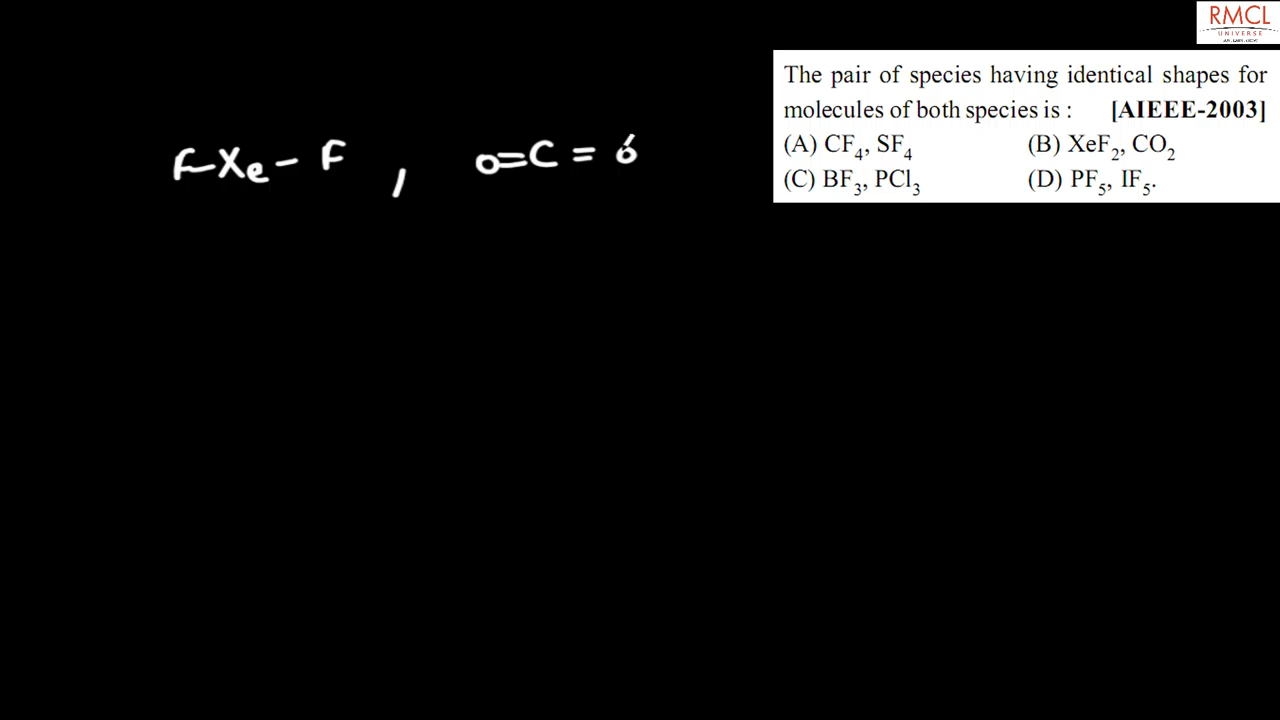 RMCL
UNIVERSE
The pair of species having identical shapes for
molecules of both species is : [AIEEE-2003]
(A) CF4, SF4 (B) XeF2, CO2
(C) BF3, PCl3 (D) PF5, IF5.
F-Xe-F , O=C=O